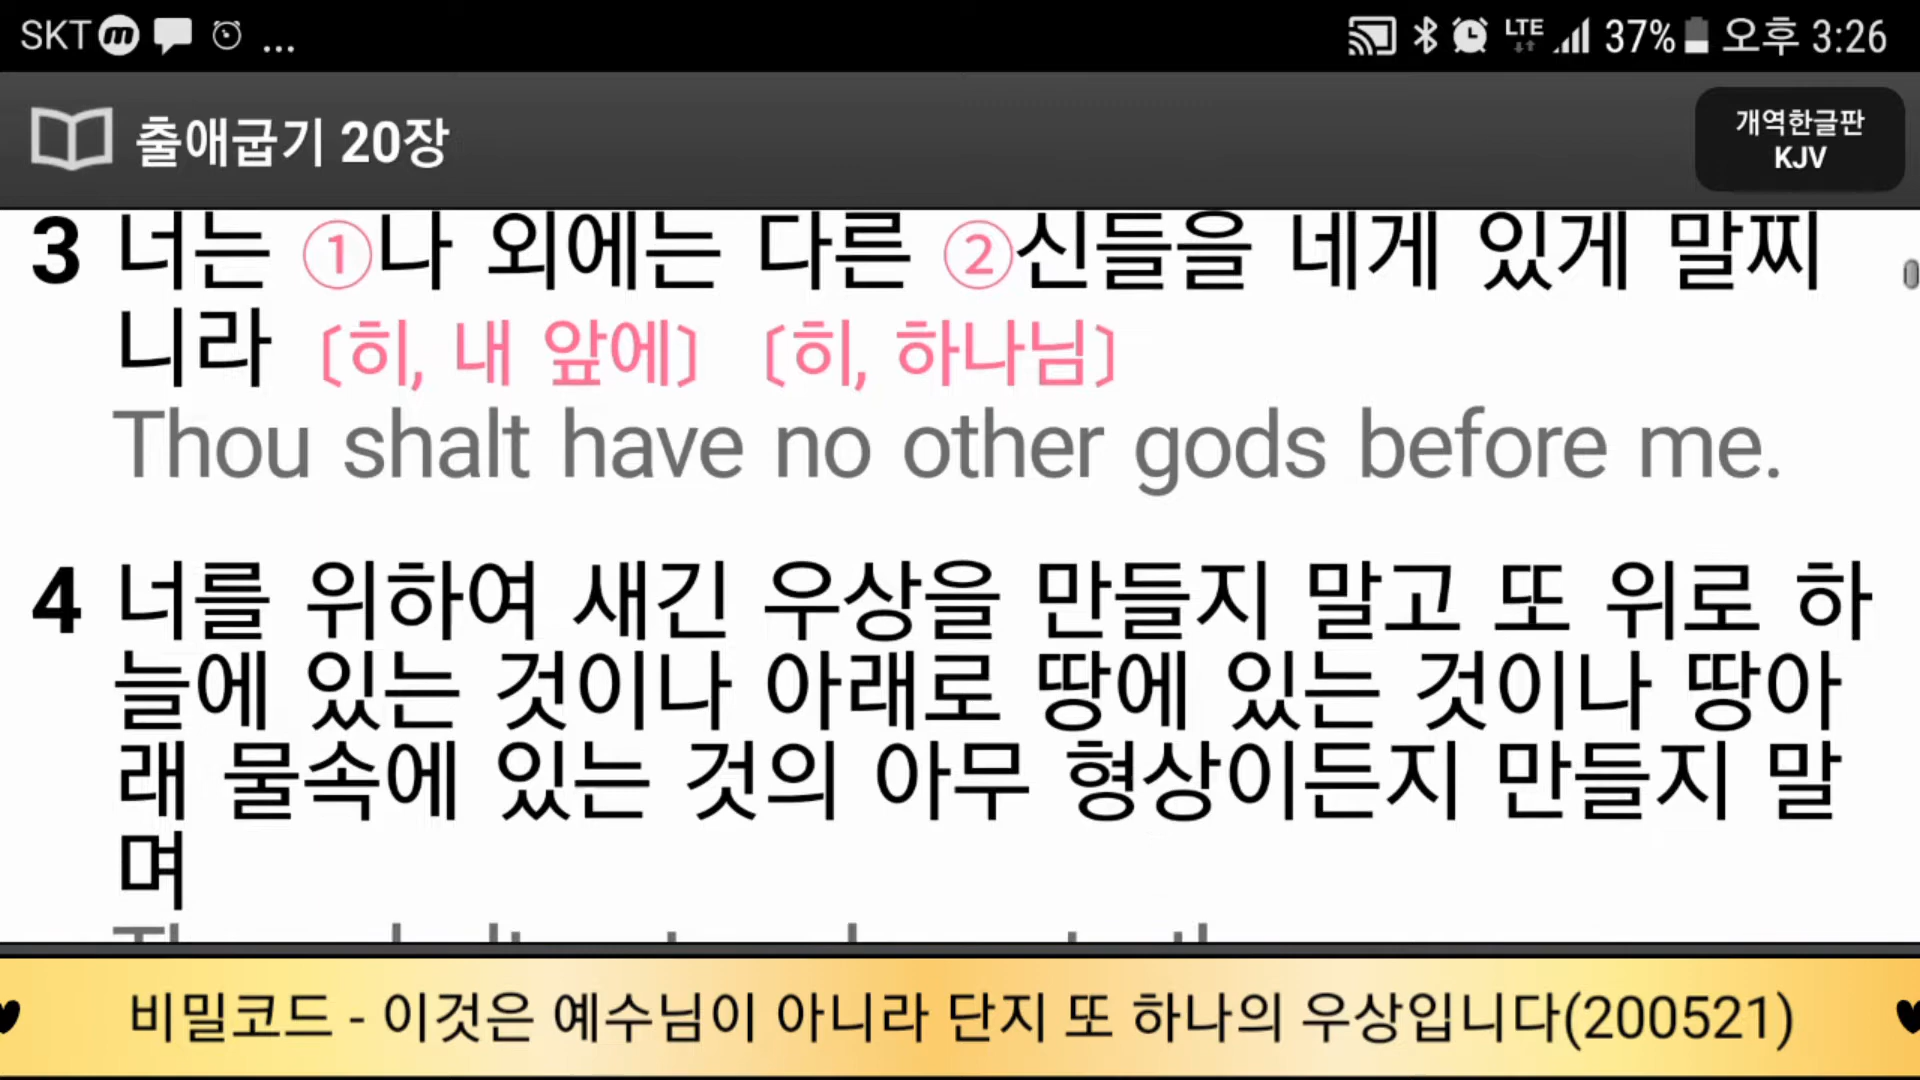 SKT m ...
LTE 37% 오후 3:26
출애굽기 20장
개역한글판
KJV
3 너는 ①나 외에는 다른 ②신들을 네게 있게 말찌
니라 〔히, 내 앞에〕 〔히, 하나님〕
Thou shalt have no other gods before me.
4 너를 위하여 새긴 우상을 만들지 말고 또 위로 하
늘에 있는 것이나 아래로 땅에 있는 것이나 땅아
래 물속에 있는 것의 아무 형상이든지 만들지 말
며
비밀코드 - 이것은 예수님이 아니라 단지 또 하나의 우상입니다(200521)